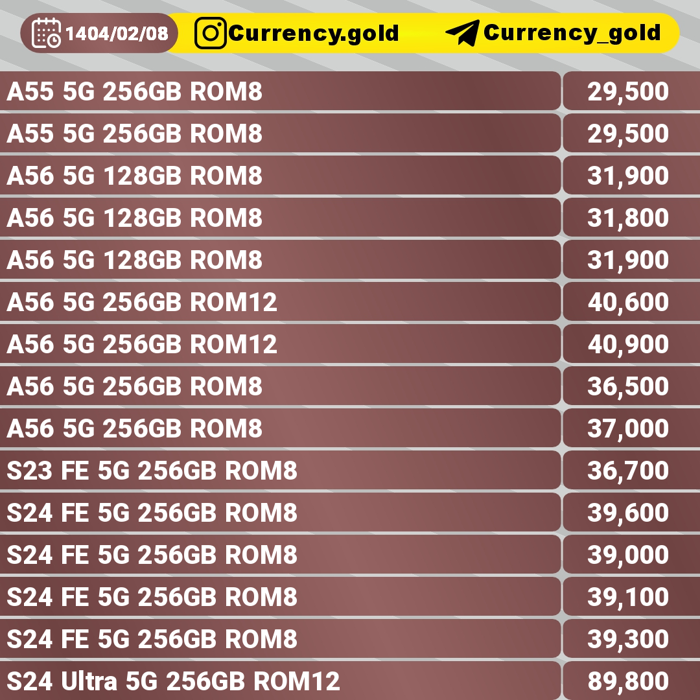 1404/02/08 Currency.gold Currency_gold
A55 5G 256GB ROM8 29,500
A55 5G 256GB ROM8 29,500
A56 5G 128GB ROM8 31,900
A56 5G 128GB ROM8 31,800
A56 5G 128GB ROM8 31,900
A56 5G 256GB ROM12 40,600
A56 5G 256GB ROM12 40,900
A56 5G 256GB ROM8 36,500
A56 5G 256GB ROM8 37,000
S23 FE 5G 256GB ROM8 36,700
S24 FE 5G 256GB ROM8 39,600
S24 FE 5G 256GB ROM8 39,000
S24 FE 5G 256GB ROM8 39,100
S24 FE 5G 256GB ROM8 39,300
S24 Ultra 5G 256GB ROM12 89,800